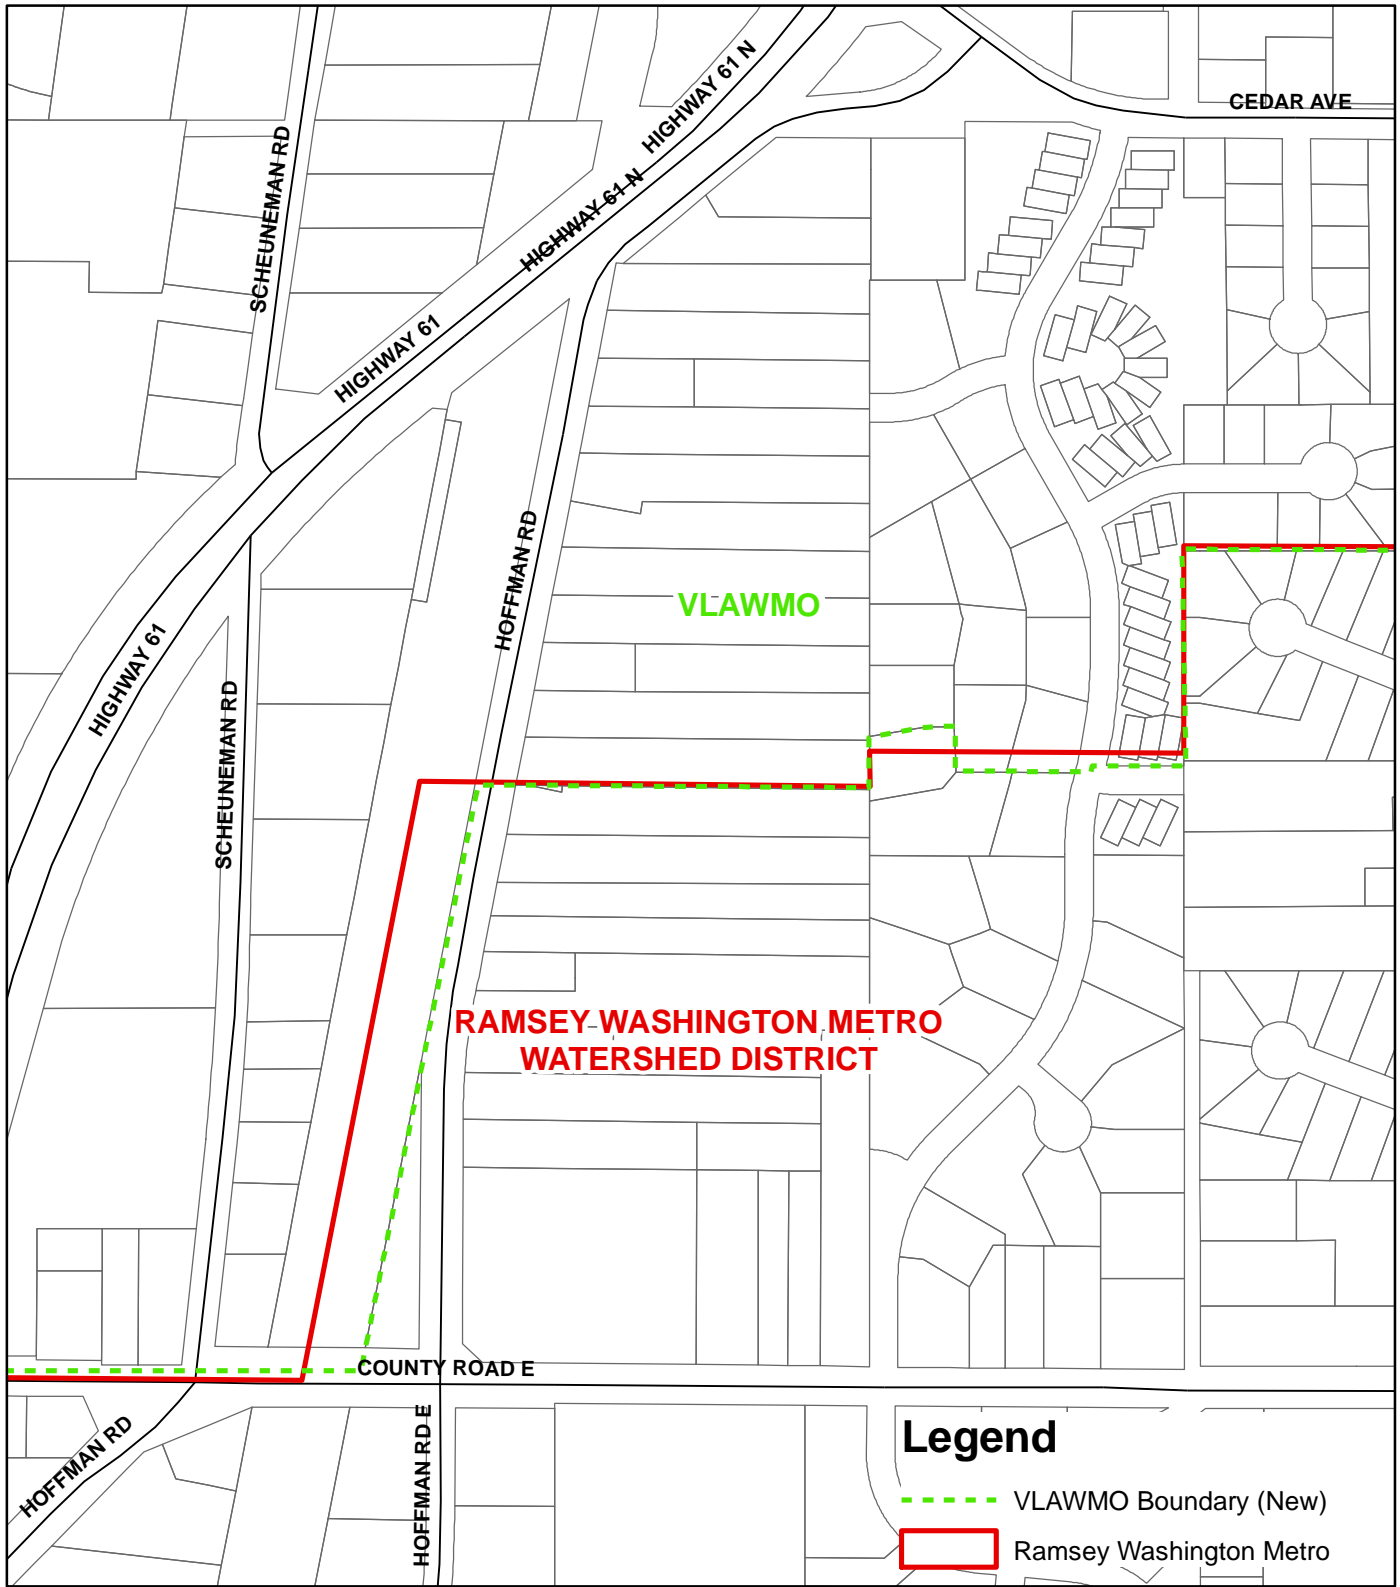 HIGHWAY 61 N
CEDAR AVE
SCHEUNEMAN RD
HIGHWAY 61 N
HIGHWAY 61
HOFFMAN RD
VLAWMO
HIGHWAY 61
SCHEUNEMAN RD
RAMSEY WASHINGTON METRO
WATERSHED DISTRICT
COUNTY ROAD E
HOFFMAN RD
HOFFMAN RD E
Legend
VLAWMO Boundary (New)
Ramsey Washington Metro